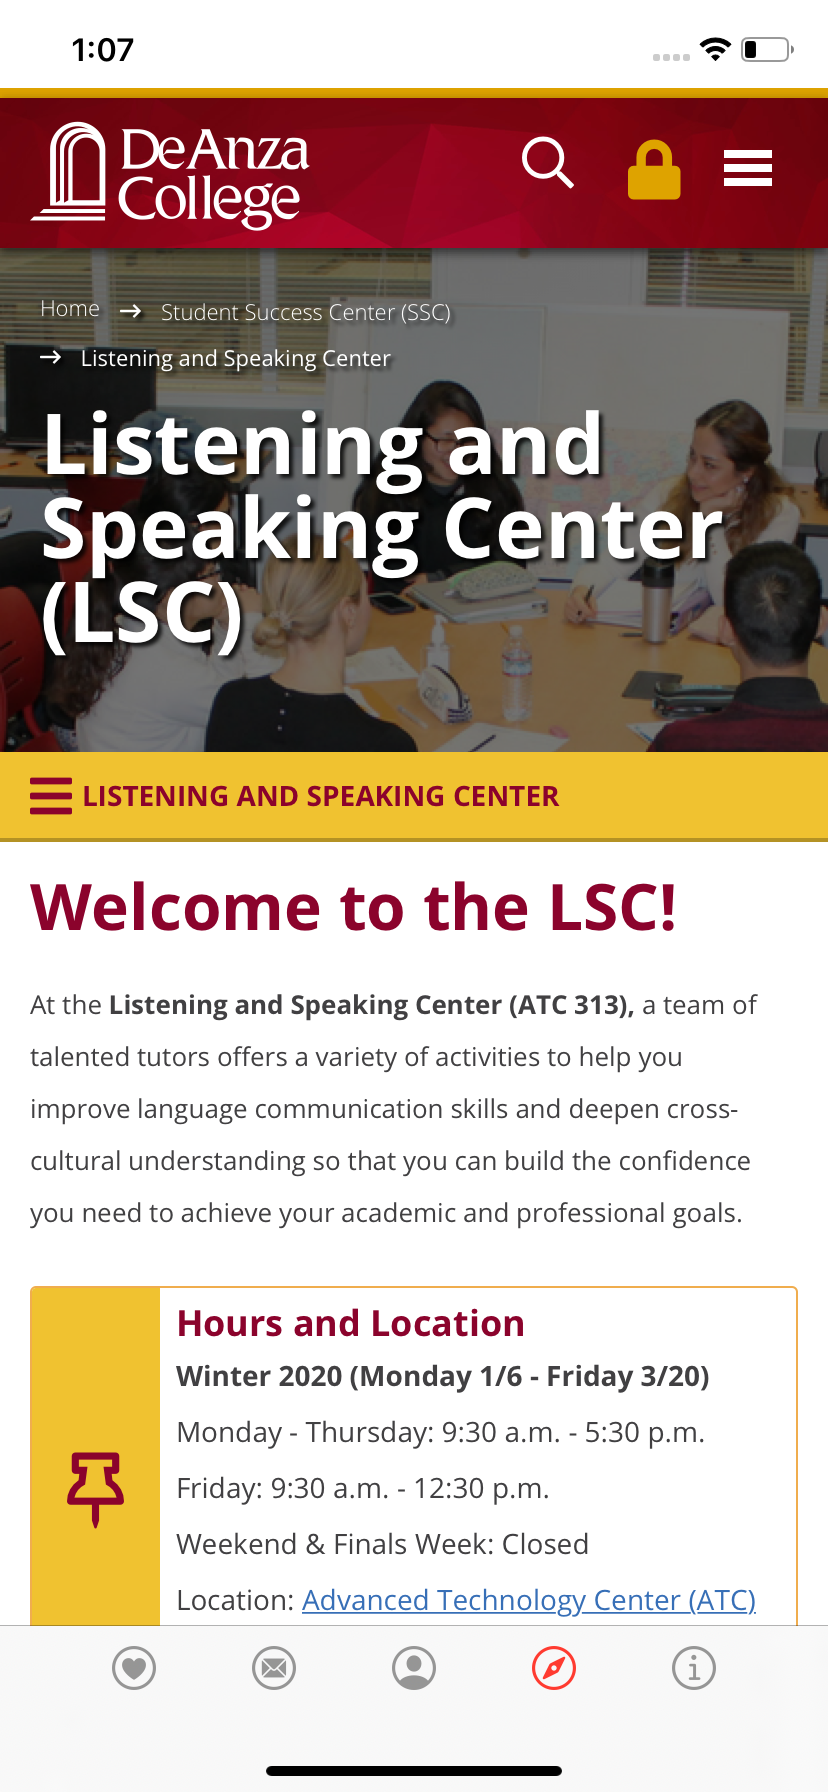 1:07
DeAnza
College
Home → Student Success Center (SSC)
→ Listening and Speaking Center
Listening and
Speaking Center
(LSC)
LISTENING AND SPEAKING CENTER
Welcome to the LSC!
At the Listening and Speaking Center (ATC 313), a team of
talented tutors offers a variety of activities to help you
improve language communication skills and deepen cross-
cultural understanding so that you can build the confidence
you need to achieve your academic and professional goals.
Hours and Location
Winter 2020 (Monday 1/6 - Friday 3/20)
Monday - Thursday: 9:30 a.m. - 5:30 p.m.
Friday: 9:30 a.m. - 12:30 p.m.
Weekend & Finals Week: Closed
Location: Advanced Technology Center (ATC)